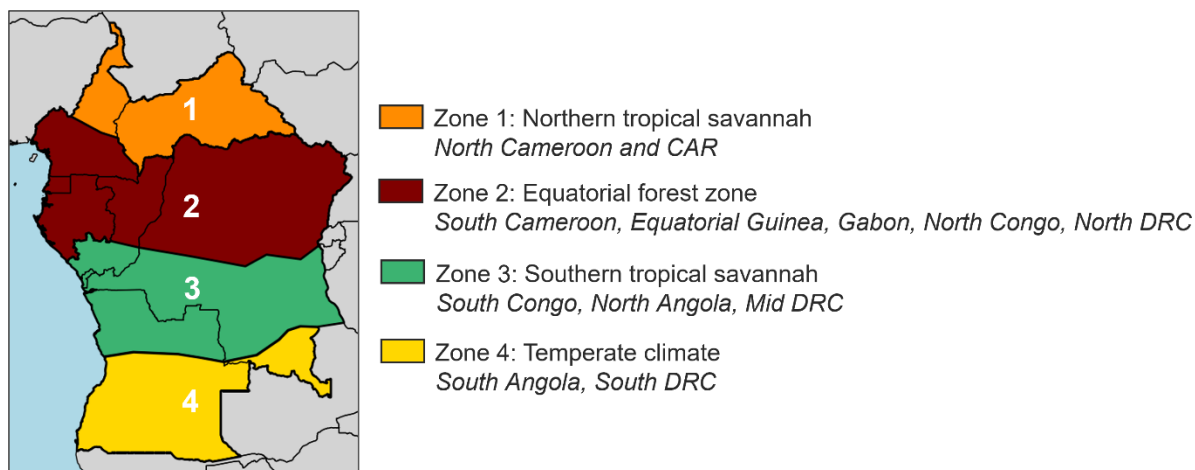 1
2
3
4
Zone 1: Northern tropical savannah
North Cameroon and CAR
Zone 2: Equatorial forest zone
South Cameroon, Equatorial Guinea, Gabon, North Congo, North DRC
Zone 3: Southern tropical savannah
South Congo, North Angola, Mid DRC
Zone 4: Temperate climate
South Angola, South DRC